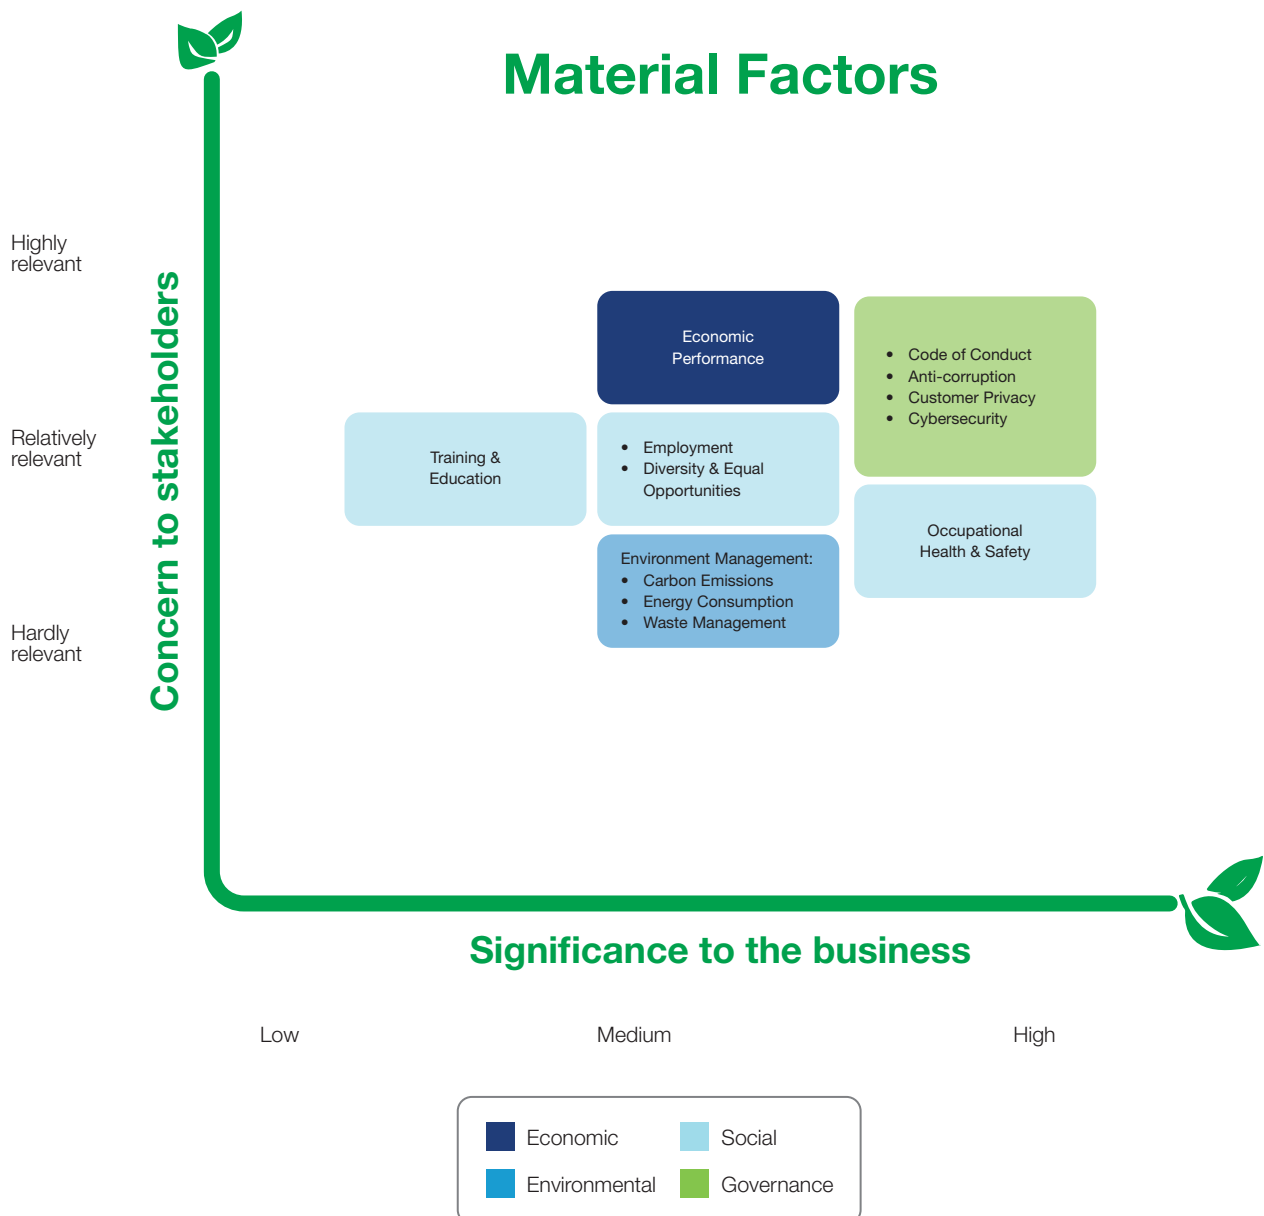 Material Factors
Highly
relevant
Relatively
relevant
Hardly
relevant
Concern to stakeholders
Economic
Performance
• Code of Conduct
• Anti-corruption
• Customer Privacy
• Cybersecurity
Training &
Education
• Employment
• Diversity & Equal
Opportunities
Occupational
Health & Safety
Environment Management:
• Carbon Emissions
• Energy Consumption
• Waste Management
Significance to the business
Low
Medium
High
Economic
Social
Environmental
Governance